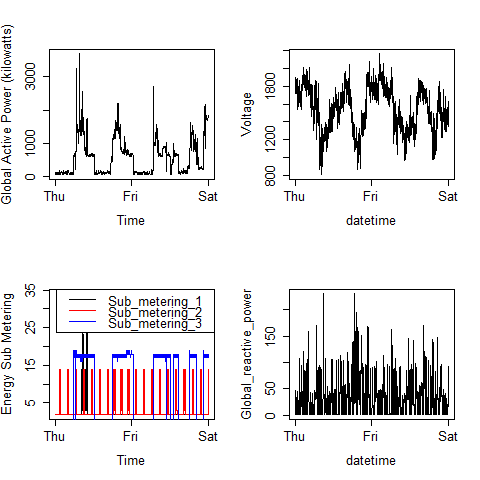 Global Active Power (kilowatts)
0
1000
3000
Thu
Fri
Sat
Time
Voltage
800
1200
1800
Thu
Fri
Sat
datetime
Energy Sub Metering
5
15
25
35
Sub_metering_1
Sub_metering_2
Sub_metering_3
Thu
Fri
Sat
Time
Global_reactive_power
0
50
150
Thu
Fri
Sat
datetime